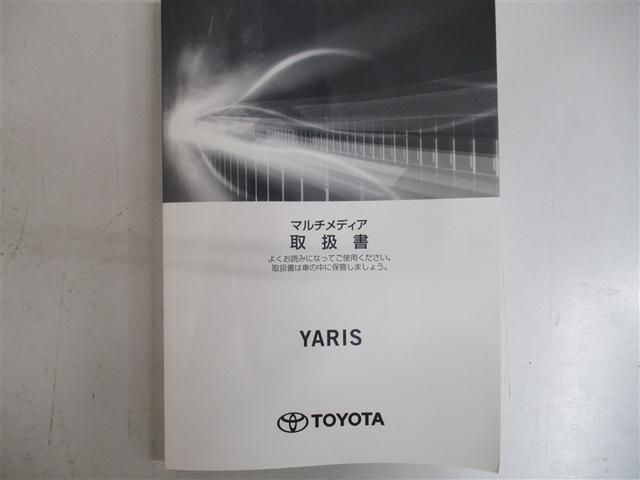 マルチメディア
取扱書
よくお読みになってご使用ください。
取扱書は車の中に保管しましょう。
YARIS
TOYOTA